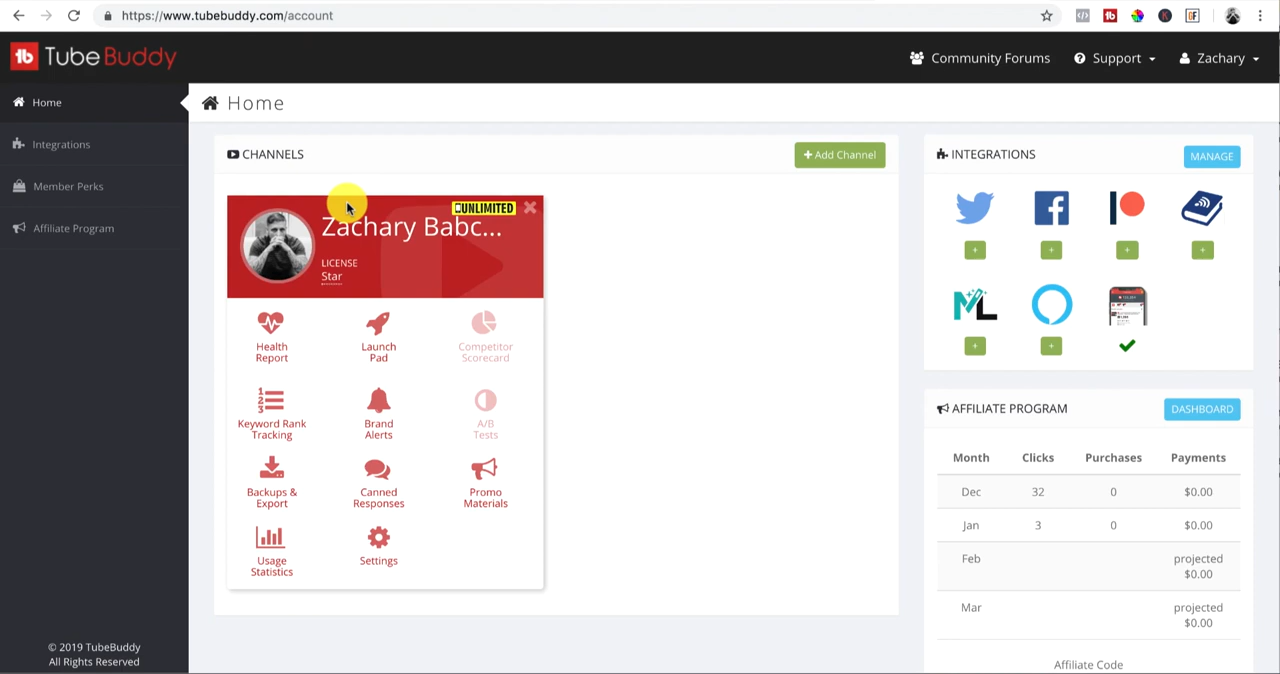 https://www.tubebuddy.com/account
tb TubeBuddy
Community Forums
Support
Zachary
Home
Integrations
Member Perks
Affiliate Program
© 2019 TubeBuddy
All Rights Reserved
Home
CHANNELS
+ Add Channel
UNLIMITED
Zachary Babc...
LICENSE
Star
Health
Report
Launch
Pad
Competitor
Scorecard
Keyword Rank
Tracking
Brand
Alerts
A/B
Tests
Backups &
Export
Canned
Responses
Promo
Materials
Usage
Statistics
Settings
INTEGRATIONS
MANAGE
+ + + +
ML
+ +
AFFILIATE PROGRAM
DASHBOARD
Month Clicks Purchases Payments
Dec 32 0 $0.00
Jan 3 0 $0.00
Feb projected
$0.00
Mar projected
$0.00
Affiliate Code